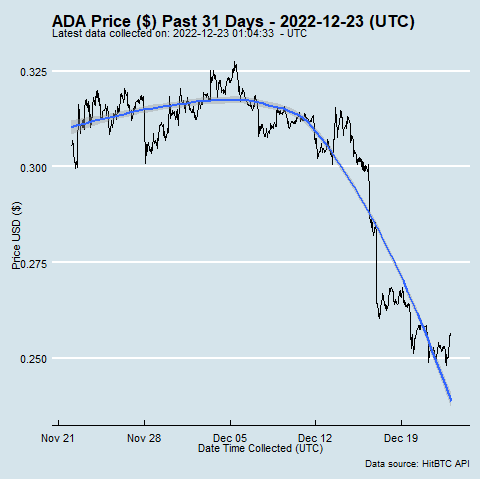 ADA Price ($) Past 31 Days - 2022-12-23 (UTC)
Latest data collected on: 2022-12-23 01:04:33 - UTC
0.325
0.300
0.275
0.250
Price USD ($)
Nov 21 Nov 28 Dec 05 Dec 12 Dec 19
Date Time Collected (UTC)
Data source: HitBTC API